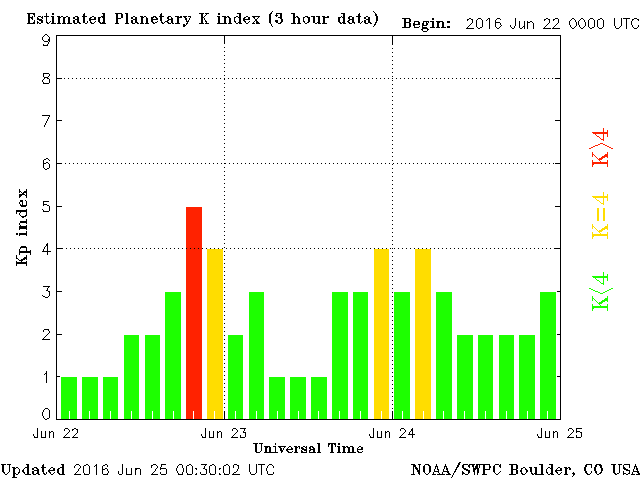 Estimated Planetary K index (3 hour data) Begin: 2016 Jun 22 0000 UTC
9
8
7
6
5
4
3
2
1
0
Kp index
K>4
K=4
K<4
Jun 22 Jun 23 Jun 24 Jun 25
Universal Time
Updated 2016 Jun 25 00:30:02 UTC NOAA/SWPC Boulder, CO USA